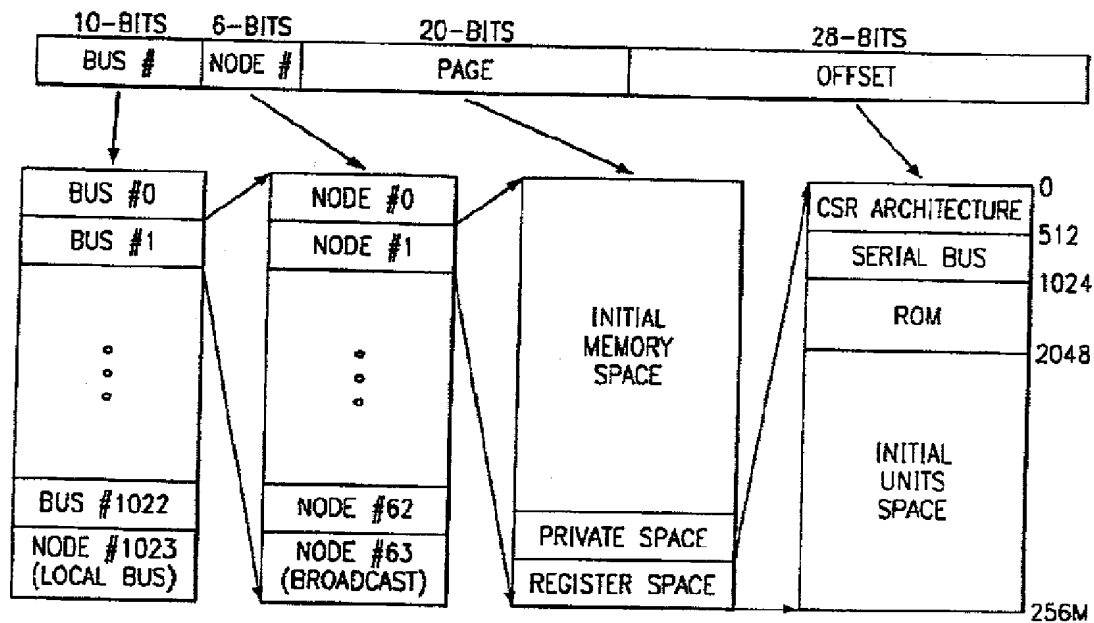 10-BITS 6-BITS 20-BITS 28-BITS
BUS # NODE # PAGE OFFSET
BUS #0
BUS #1
BUS #1022
NODE #1023
(LOCAL BUS)
NODE #0
NODE #1
NODE #62
NODE #63
(BROADCAST)
INITIAL
MEMORY
SPACE
PRIVATE SPACE
REGISTER SPACE
CSR ARCHITECTURE
SERIAL BUS
ROM
INITIAL
UNITS
SPACE
0
512
1024
2048
256M